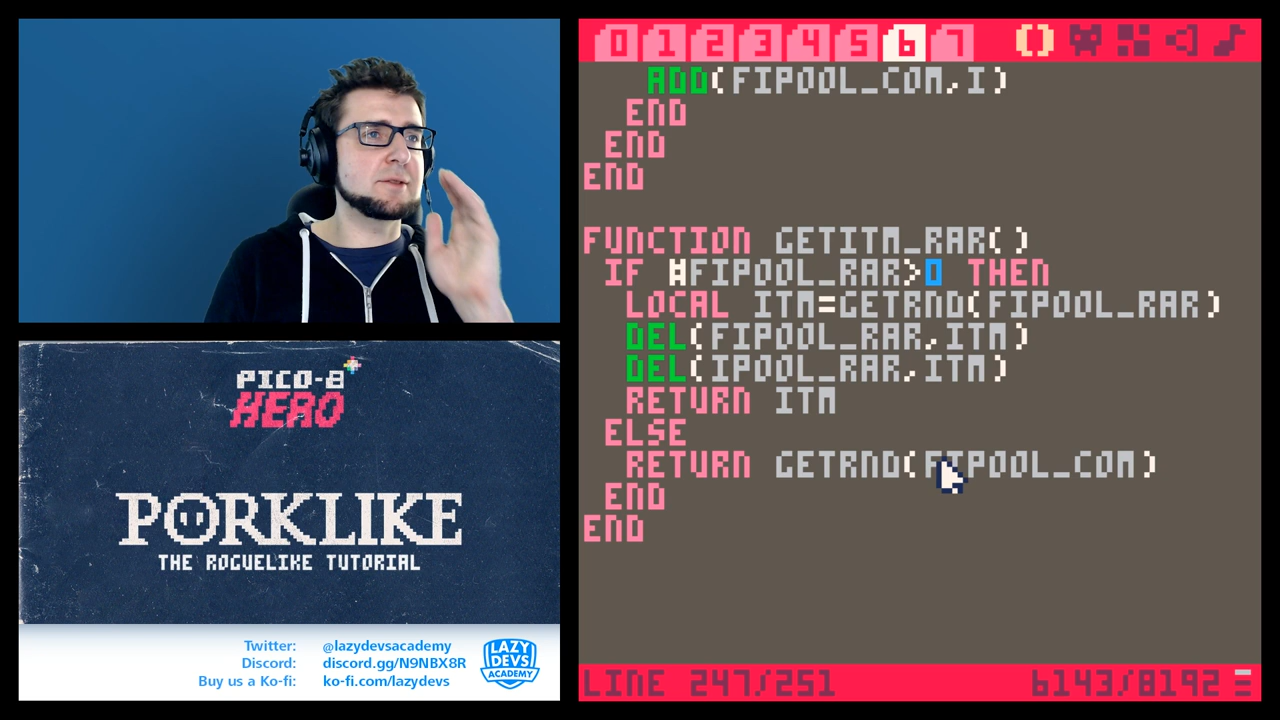 0 1 2 3 4 5 6 7
ADD(FIPOOL_COM,I)
END
END
END
FUNCTION GETITM_RAR()
IF #FIPOOL_RAR>0 THEN
LOCAL ITM=GETRND(FIPOOL_RAR)
DEL(FIPOOL_RAR,ITM)
DEL(IPOOL_RAR,ITM)
RETURN ITM
ELSE
RETURN GETRND(FIPOOL_COM)
END
END
LINE 247/251 6143/8192
PICO-8
HERO
PORKLIKE
THE ROGUELIKE TUTORIAL
Twitter: @lazydevsacademy
Discord: discord.gg/N9NBX8R
Buy us a Ko-fi: ko-fi.com/lazydevs
LAZY
DEVS
ACADEMY